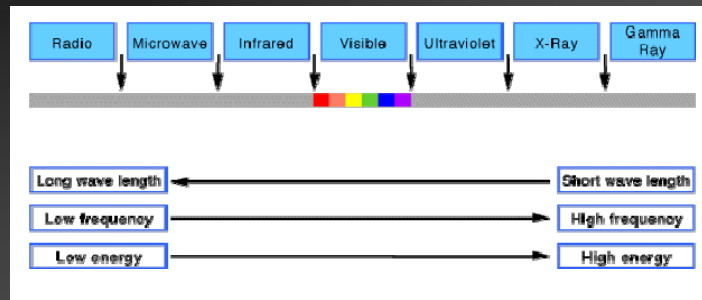 Radio Microwave Infrared Visible Ultraviolet X-Ray Gamma Ray
Long wave length Short wave length
Low frequency High frequency
Low energy High energy